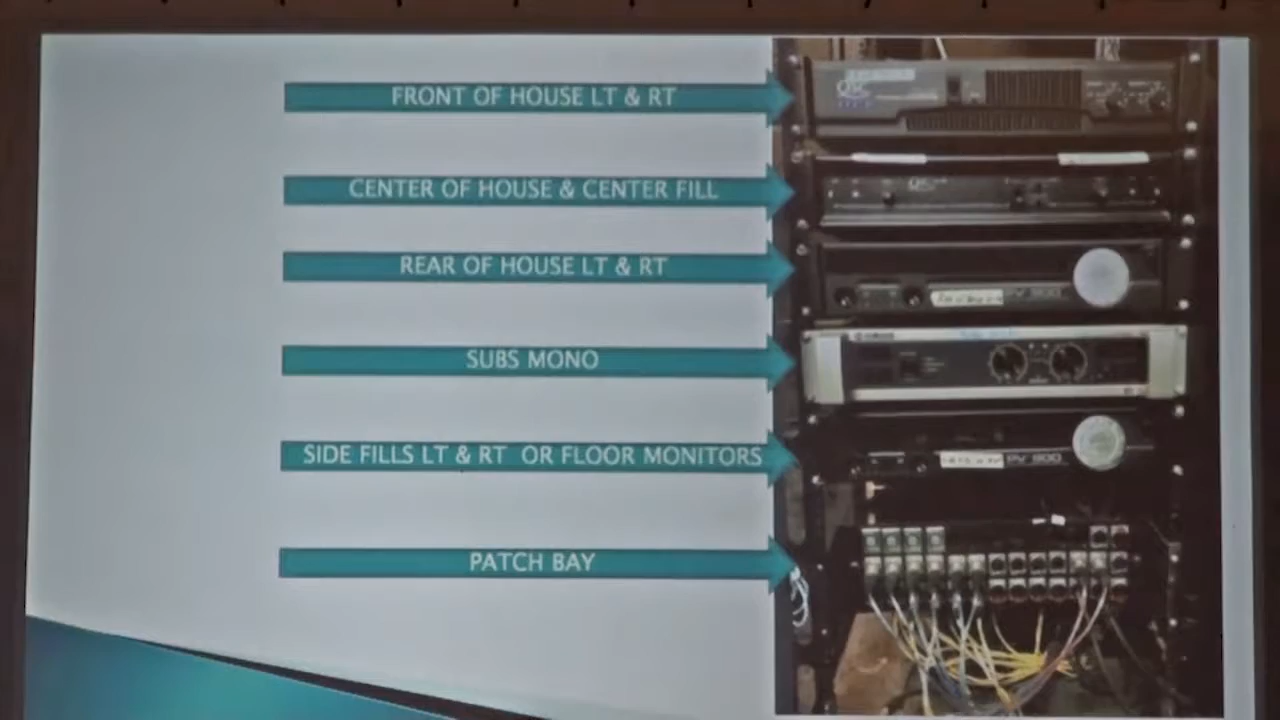 FRONT OF HOUSE LT & RT
QSC
CENTER OF HOUSE & CENTER FILL
REAR OF HOUSE LT & RT
SUBS MONO
YAMAHA
SIDE FILLS LT & RT OR FLOOR MONITORS
PV 900
PATCH BAY